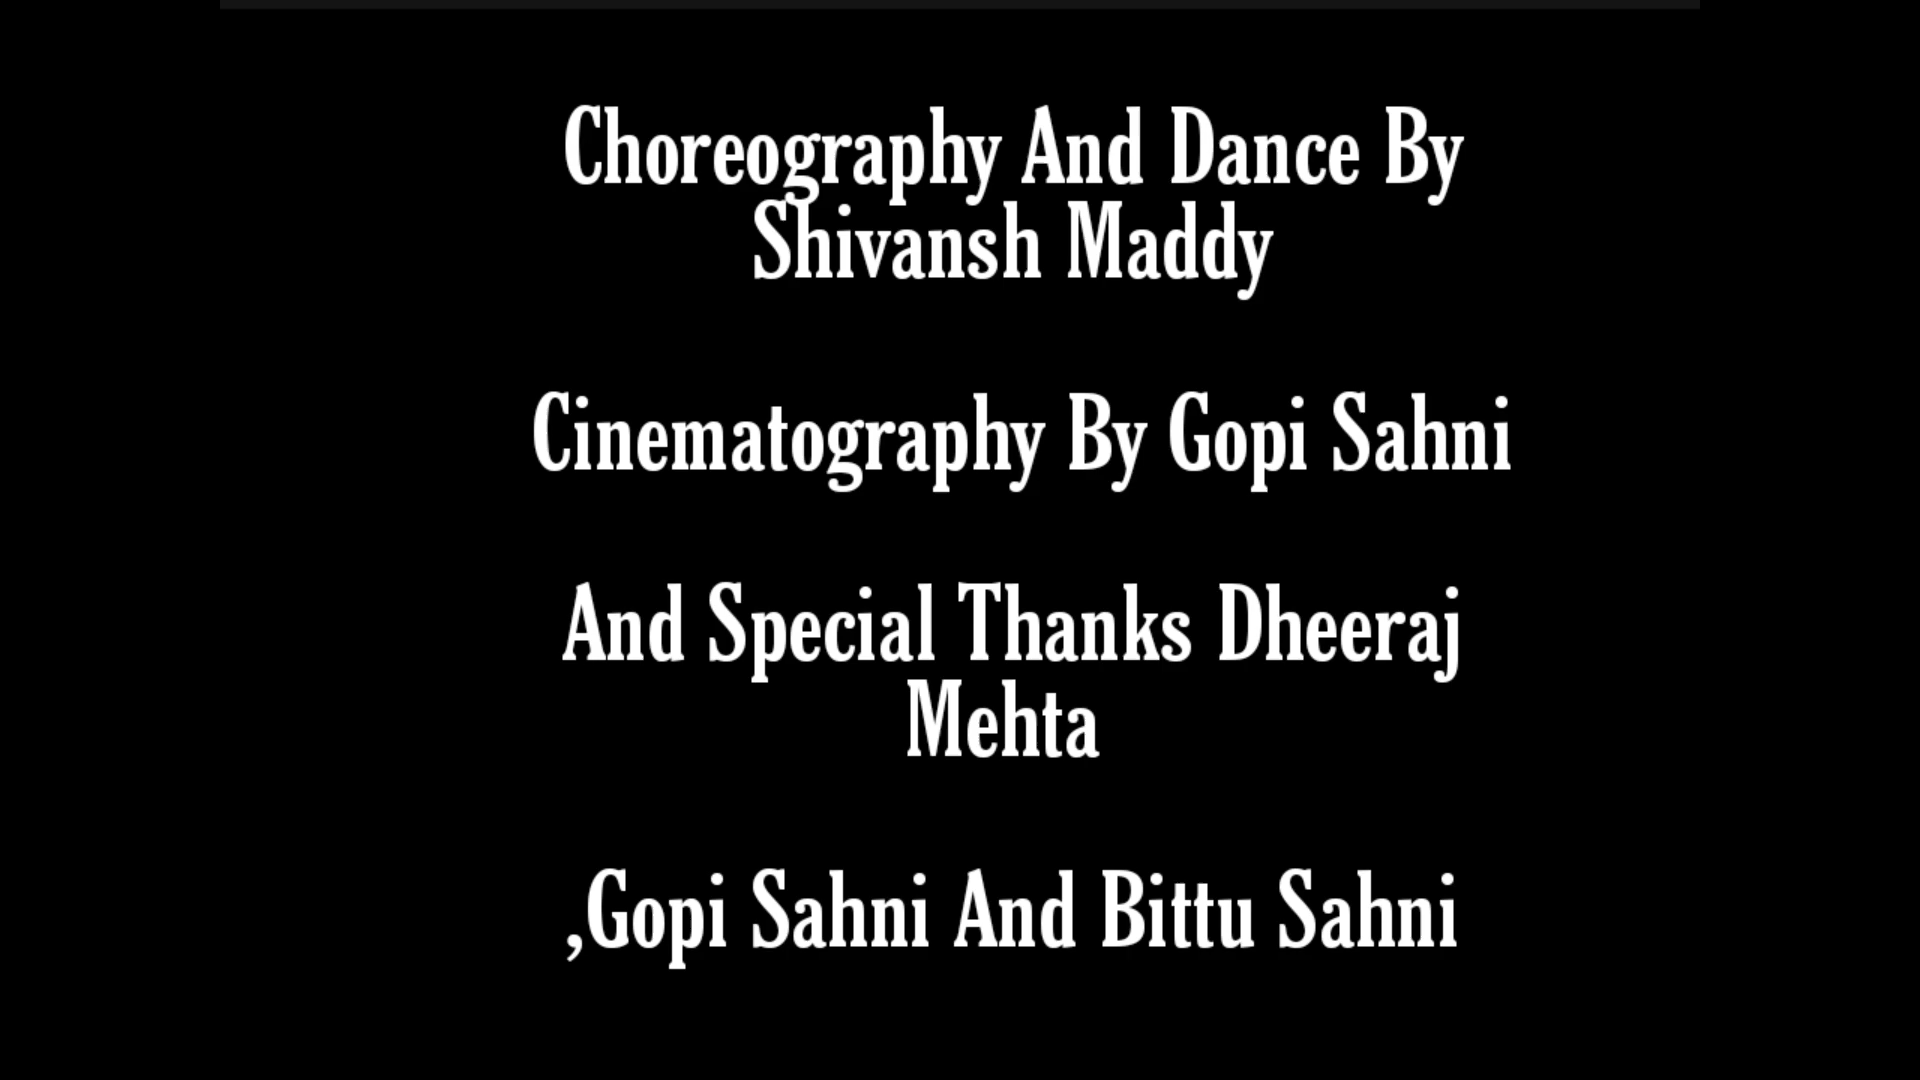 Choreography And Dance By
Shivansh Maddy
Cinematography By Gopi Sahni
And Special Thanks Dheeraj
Mehta
,Gopi Sahni And Bittu Sahni